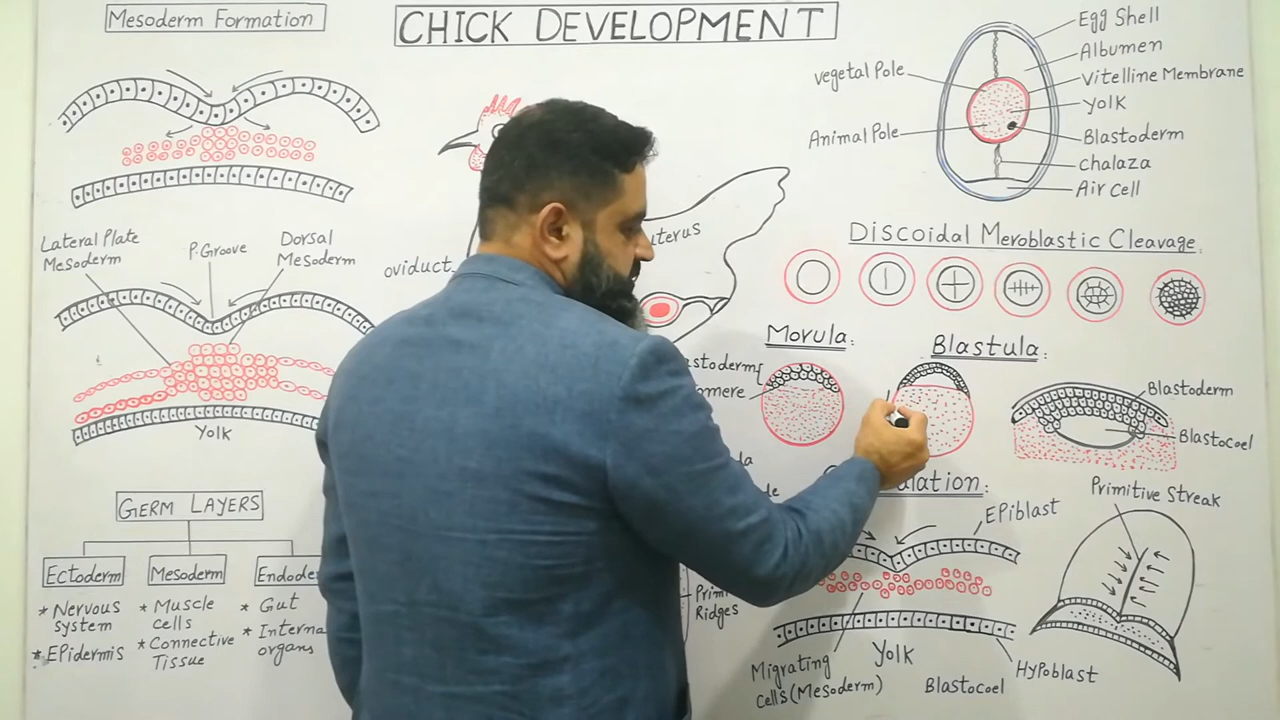 Mesoderm Formation
CHICK DEVELOPMENT
Egg Shell
Albumen
Vitelline Membrane
Yolk
Blastoderm
Chalaza
Air Cell
vegetal Pole
Animal Pole
uterus
oviduct
Lateral Plate
Mesoderm
P.Groove
Dorsal
Mesoderm
Yolk
Discoidal Meroblastic Cleavage
Morula
Blastula
Blastoderm
Blastocoel
GERM LAYERS
Ectoderm
Mesoderm
* Nervous
system
* Epidermis
* Muscle
cells
* Connective
Tissue
* Gut
*
organs
Ridges
Epiblast
Primitive Streak
Migrating
cells (Mesoderm)
Yolk
Blastocoel
Hypoblast